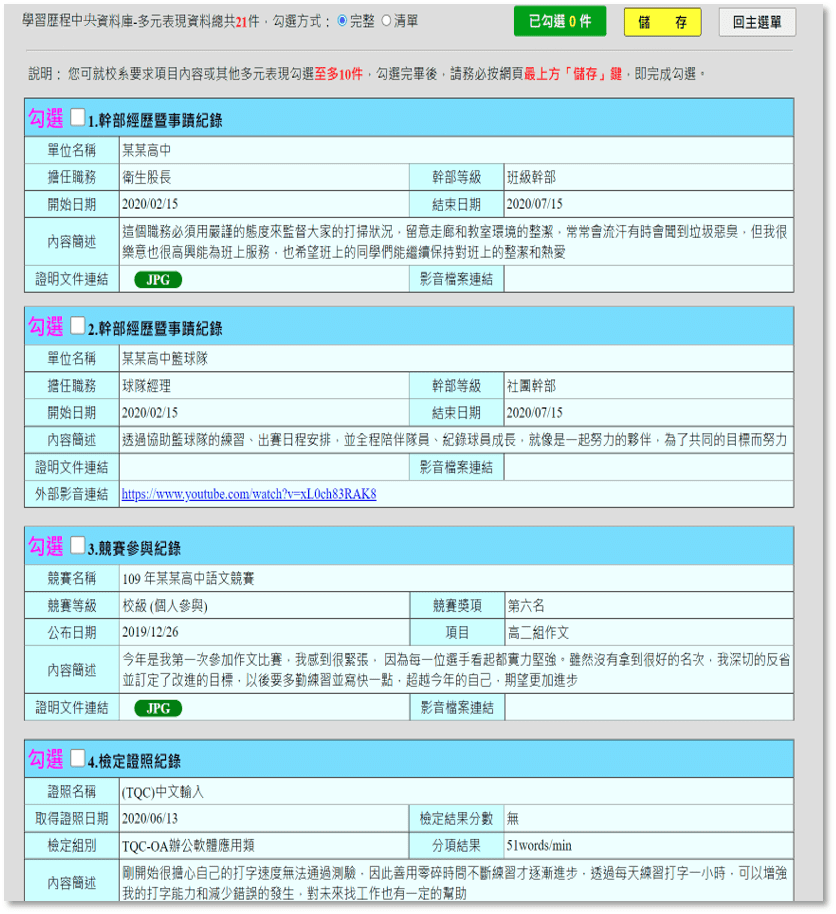 學習歷程中央資料庫-多元表現資料總共21件，勾選方式： 完整 清單
已勾選 0 件
儲 存
回主選單
說明： 您可就校系要求項目內容或其他多元表現勾選至多10件，勾選完畢後，請務必按網頁最上方「儲存」鍵，即完成勾選。
勾選 1.幹部經歷暨事蹟紀錄
單位名稱 某某高中
擔任職務 衛生股長 幹部等級 班級幹部
開始日期 2020/02/15 結束日期 2020/07/15
內容簡述 這個職務必須用嚴謹的態度來監督大家的打掃狀況，留意走廊和教室環境的整潔，常常會流汗有時會聞到垃圾惡臭，但我很
樂意也很高興能為班上服務，也希望班上的同學們能繼續保持對班上的整潔和熱愛
證明文件連結 JPG 影音檔案連結
勾選 2.幹部經歷暨事蹟紀錄
單位名稱 某某高中籃球隊
擔任職務 球隊經理 幹部等級 社團幹部
開始日期 2020/02/15 結束日期 2020/07/15
內容簡述 透過協助籃球隊的練習、出賽日程安排，並全程陪伴隊員、紀錄球員成長，就像是一起努力的夥伴，為了共同的目標而努力
證明文件連結 影音檔案連結
外部影音連結 https://www.youtube.com/watch?v=xL0ch83RAK8
勾選 3.競賽參與紀錄
競賽名稱 109 年某某高中語文競賽
競賽等級 校級 (個人參與) 競賽獎項 第六名
公布日期 2019/12/26 項目 高二組作文
內容簡述 今年是我第一次參加作文比賽，我感到很緊張， 因為每一位選手看起都實力堅強。雖然沒有拿到很好的名次，我深切的反省
並訂定了改進的目標，以後要多勤練習並寫快一點，超越今年的自己，期望更加進步
證明文件連結 JPG 影音檔案連結
勾選 4.檢定證照紀錄
證照名稱 (TQC)中文輸入
取得證照日期 2020/06/13 檢定結果分數 無
檢定組別 TQC-OA辦公軟體應用類 分項結果 51words/min
內容簡述 剛開始很擔心自己的打字速度無法通過測驗，因此善用零碎時間不斷練習才逐漸進步，透過每天練習打字一小時，可以增強
我的打字能力和減少錯誤的發生，對未來找工作也有一定的幫助